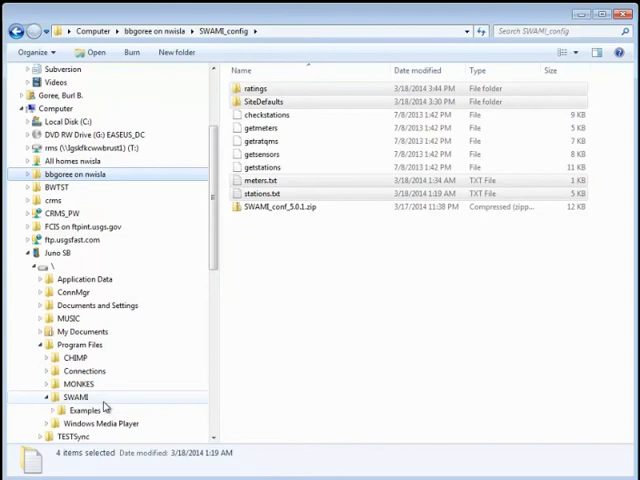 Computer ▸ bbgoree on nwisla ▸ SWAMI_config ▸
Search SWAMI_config
Organize Open Burn New folder
Subversion
Videos
Goree, Burl B.
Computer
Local Disk (C:)
DVD RW Drive (G:) EASEUS_DC
rms (\\Igskfkcwwbrust1) (T:)
All homes nwisla
bbgoree on nwisla
BWTST
crms
CRMS_PW
FCIS on ftpint.usgs.gov
ftp.usgsfast.com
Juno SB
\
Application Data
ConnMgr
Documents and Settings
MUSIC
My Documents
Program Files
CHIMP
Connections
MONKES
SWAMI
Examples
Windows Media Player
TESTSync
Name Date modified Type Size
ratings 3/18/2014 3:44 PM File folder
SiteDefaults 3/18/2014 3:30 PM File folder
checkstations 7/8/2013 1:42 PM File 9 KB
getmeters 7/8/2013 1:42 PM File 5 KB
getratqms 7/8/2013 1:42 PM File 7 KB
getsensors 7/8/2013 1:42 PM File 8 KB
getstations 7/8/2013 1:42 PM File 7 KB
meters.txt 3/18/2014 1:34 AM TXT File 1 KB
stations.txt 3/18/2014 1:19 AM TXT File 5 KB
SWAMI_conf_5.0.1.zip 3/17/2014 11:38 PM Compressed (zipp... 12 KB
4 items selected Date modified: 3/18/2014 1:19 AM